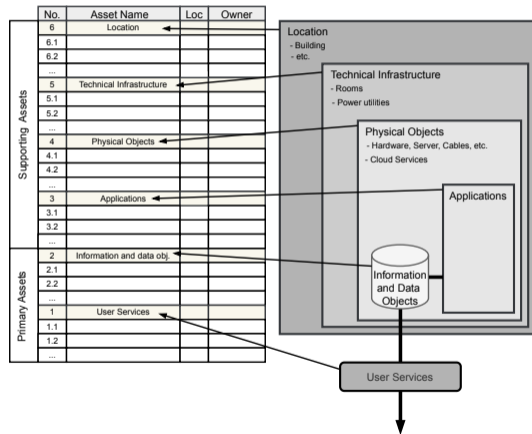 No. Asset Name Loc Owner
Supporting Assets
6 Location
6.1
6.2
...
5 Technical Infrastructure
5.1
5.2
...
4 Physical Objects
4.1
4.2
...
3 Applications
3.1
3.2
...
Primary Assets
2 Information and data obj.
2.1
2.2
...
1 User Services
1.1
1.2
...
Location
- Building
- etc.
Technical Infrastructure
- Rooms
- Power utilities
Physical Objects
- Hardware, Server, Cables, etc.
- Cloud Services
Applications
Information
and Data
Objects
User Services